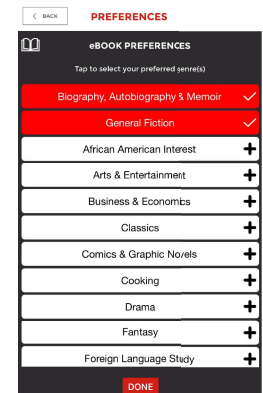 BACK
PREFERENCES
eBOOK PREFERENCES
Tap to select your preferred genre(s)
Biography, Autobiography & Memoir
General Fiction
African American Interest
Arts & Entertainment
Business & Economics
Classics
Comics & Graphic Novels
Cooking
Drama
Fantasy
Foreign Language Study
DONE